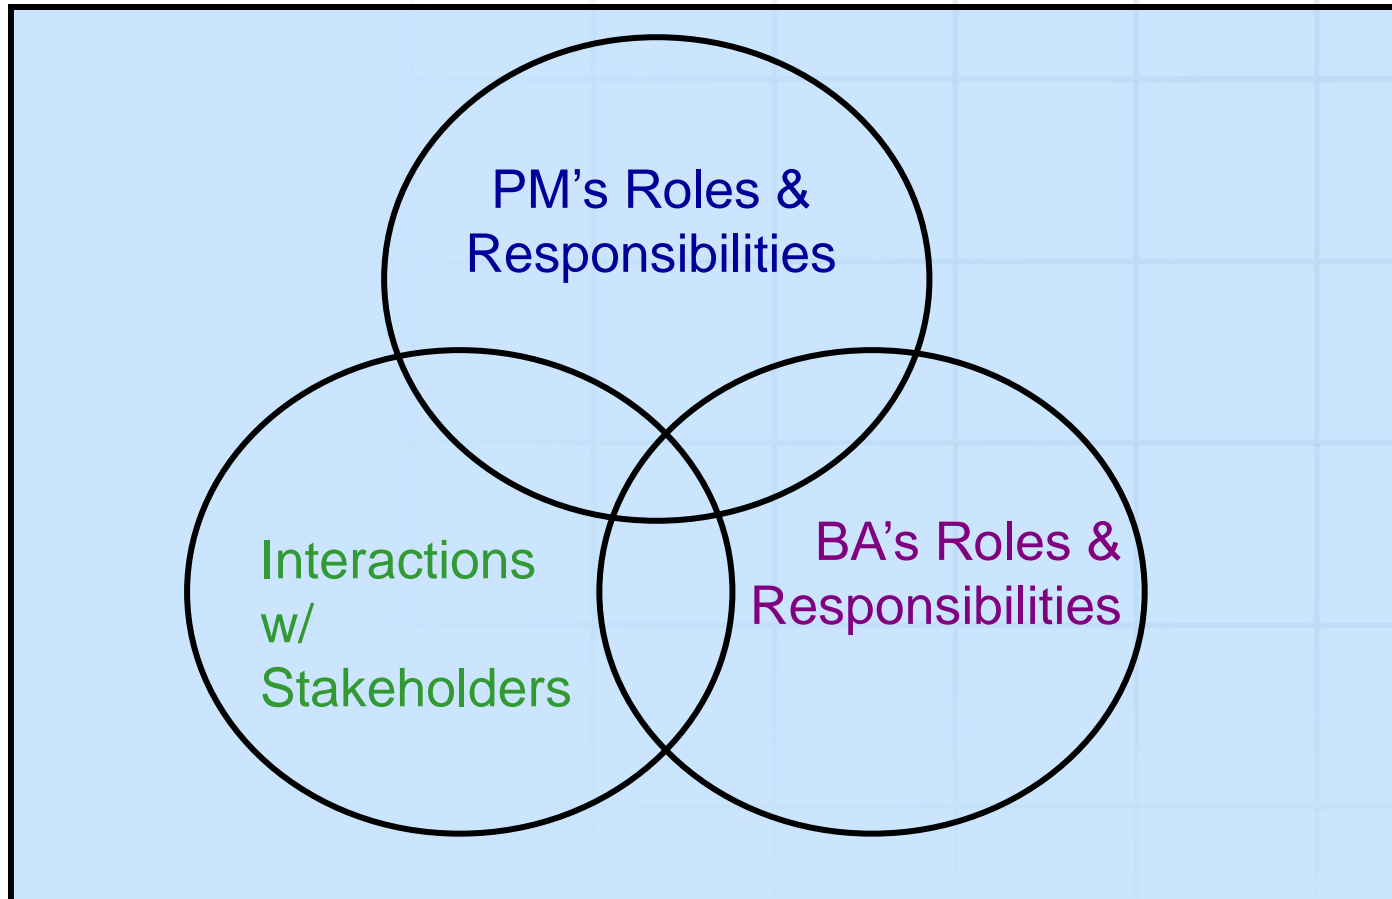 PM’s Roles &
Responsibilities
Interactions
w/
Stakeholders
BA’s Roles &
Responsibilities